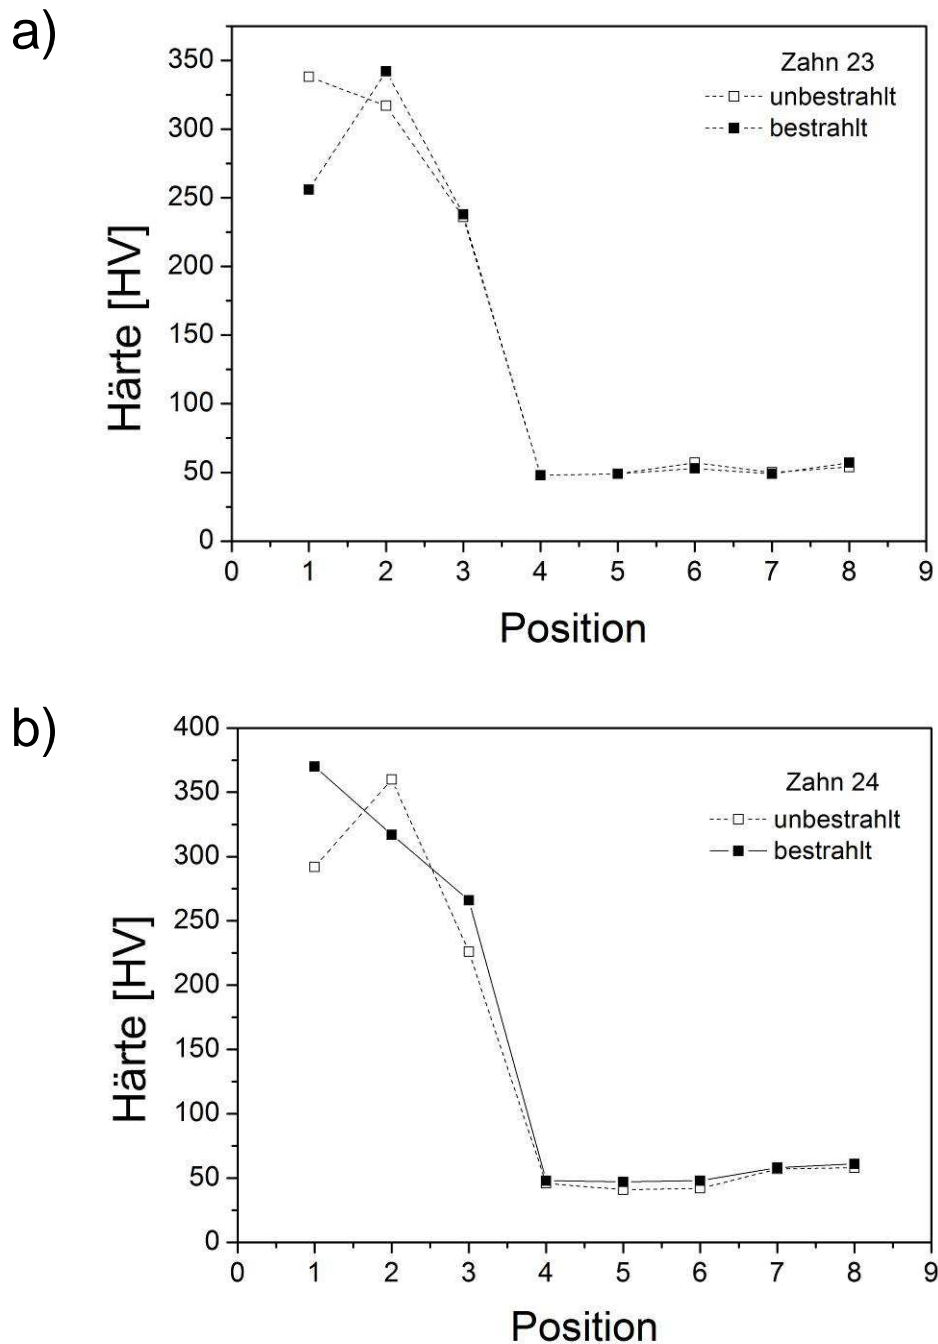 a)
Zahn 23
unbestrahlt
bestrahlt
350
300
250
200
150
100
50
0
Härte [HV]
0 1 2 3 4 5 6 7 8 9
Position
b)
Zahn 24
unbestrahlt
bestrahlt
400
350
300
250
200
150
100
50
0
Härte [HV]
0 1 2 3 4 5 6 7 8 9
Position